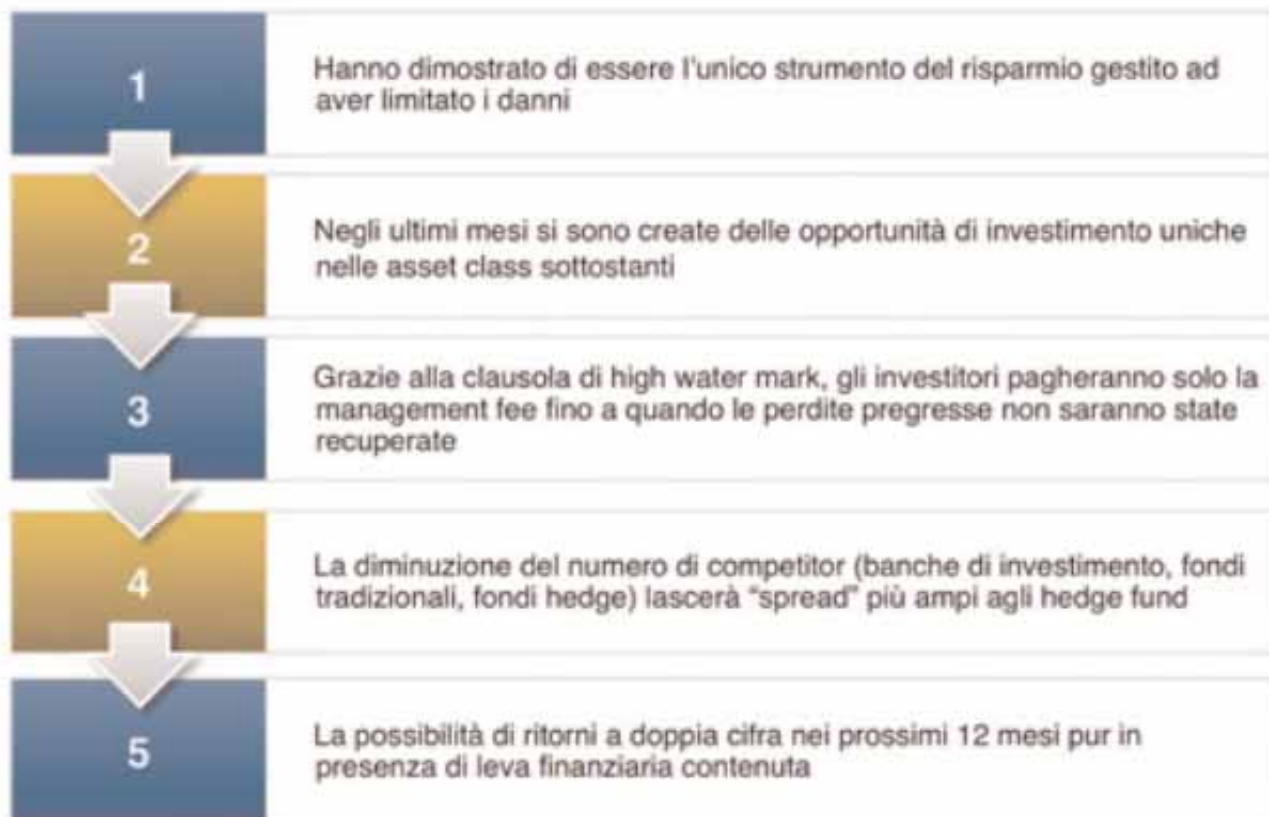 1
Hanno dimostrato di essere l'unico strumento del risparmio gestito ad
aver limitato i danni
2
Negli ultimi mesi si sono create delle opportunità di investimento uniche
nelle asset class sottostanti
3
Grazie alla clausola di high water mark, gli investitori pagheranno solo la
management fee fino a quando le perdite pregresse non saranno state
recuperate
4
La diminuzione del numero di competitor (banche di investimento, fondi
tradizionali, fondi hedge) lascerà “spread” più ampi agli hedge fund
5
La possibilità di ritorni a doppia cifra nei prossimi 12 mesi pur in
presenza di leva finanziaria contenuta